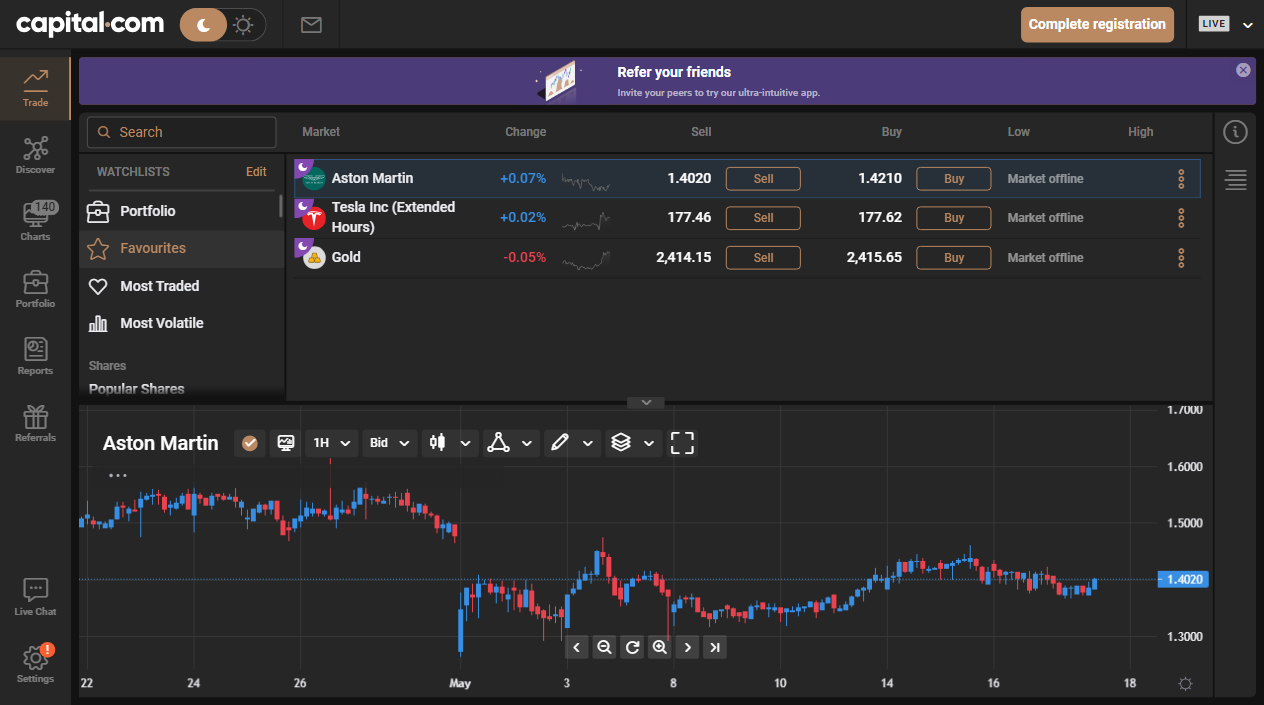 capital.com
Complete registration
LIVE
Refer your friends
Invite your peers to try our ultra-intuitive app.
Trade
Discover
140
Charts
Portfolio
Reports
Referrals
Live Chat
!
Settings
Search
WATCHLISTS
Edit
Portfolio
Favourites
Most Traded
Most Volatile
Shares
Popular Shares
Market
Change
Sell
Buy
Low
High
Aston Martin
+0.07%
1.4020
Sell
1.4210
Buy
Market offline
Tesla Inc (Extended
Hours)
+0.02%
177.46
Sell
177.62
Buy
Market offline
Gold
-0.05%
2,414.15
Sell
2,415.65
Buy
Market offline
Aston Martin
1H
Bid
1.7000
1.6000
1.5000
1.4020
1.3000
22
24
26
May
3
8
10
14
16
18